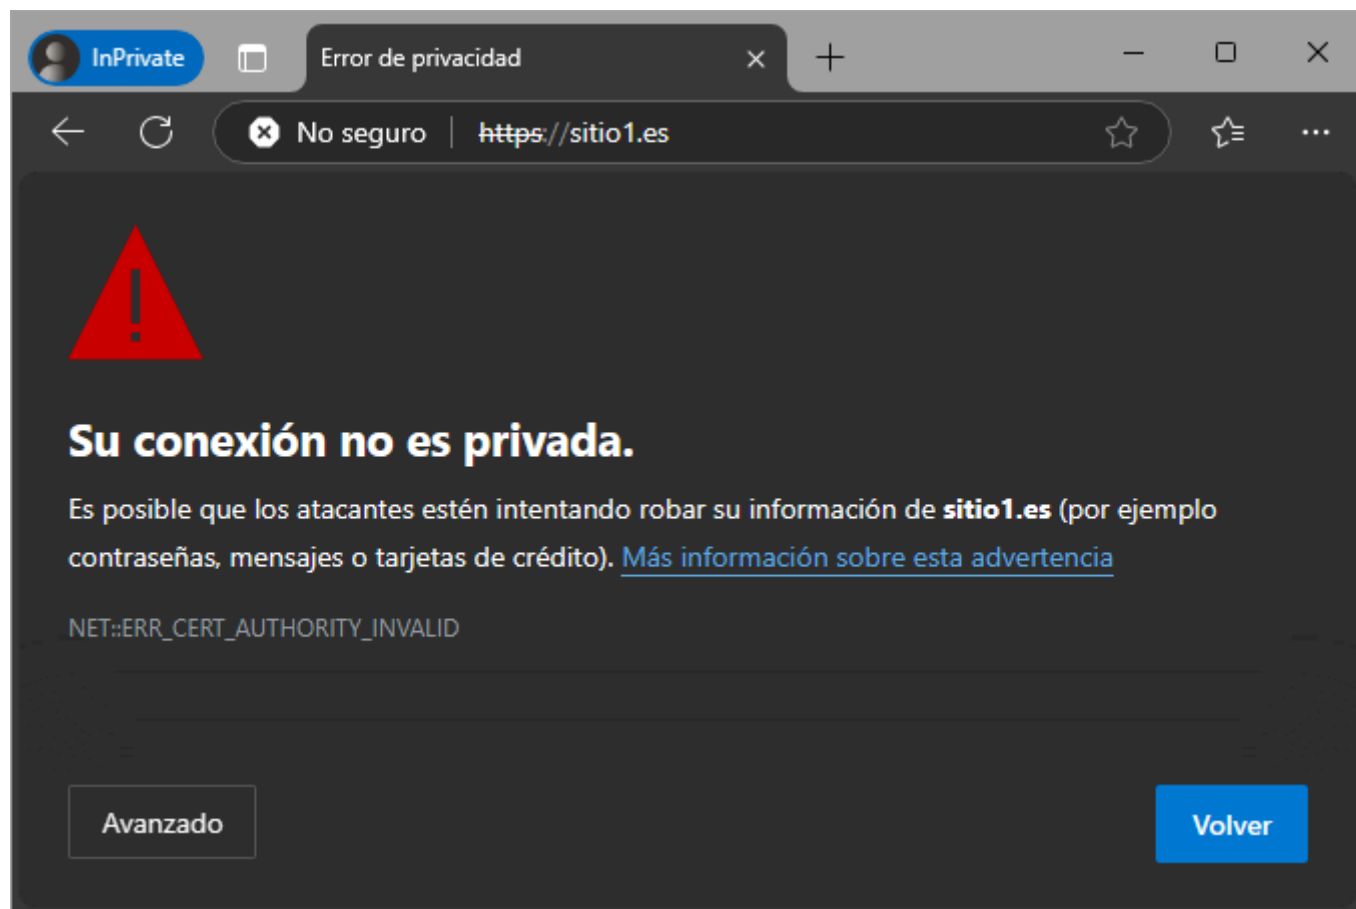 InPrivate
Error de privacidad
No seguro
https://sitio1.es
Su conexión no es privada.
Es posible que los atacantes estén intentando robar su información de sitio1.es (por ejemplo
contraseñas, mensajes o tarjetas de crédito). Más información sobre esta advertencia
NET::ERR_CERT_AUTHORITY_INVALID
Avanzado
Volver